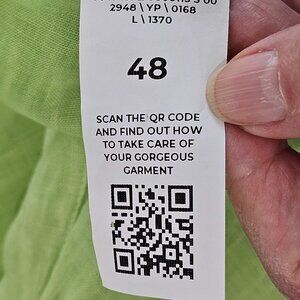 2948 \ YP \ 0168
L \ 1370
48
SCAN THE QR CODE
AND FIND OUT HOW
TO TAKE CARE OF
YOUR GORGEOUS
GARMENT